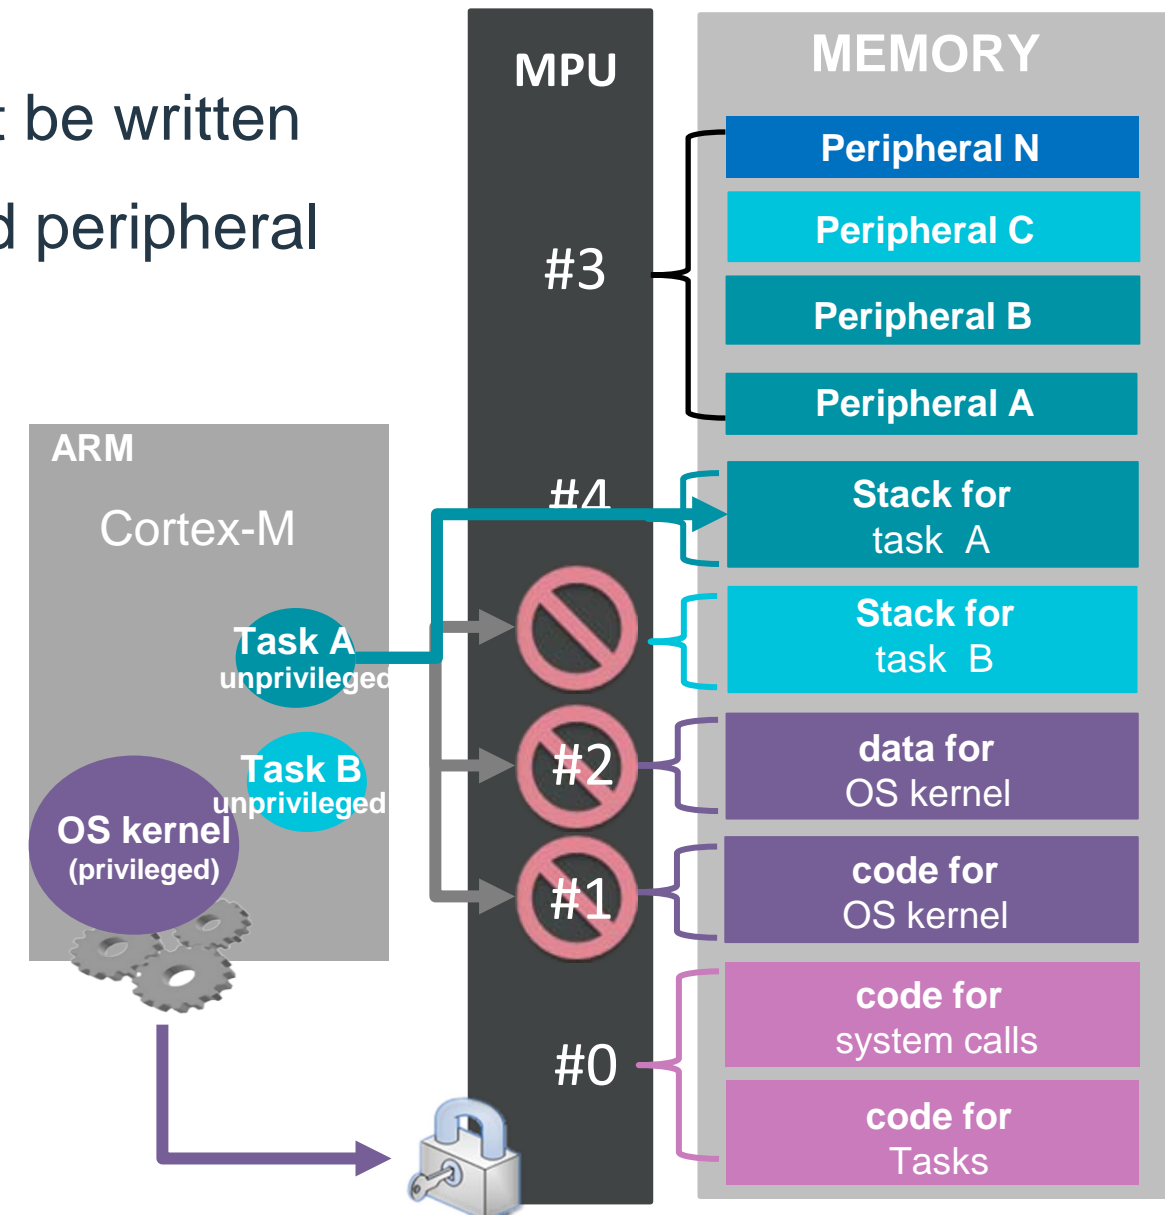 t be written
d peripheral
ARM
Cortex-M
Task A
unprivileged
Task B
unprivileged
OS kernel
(privileged)
MPU
#3
#4
#2
#1
#0
MEMORY
Peripheral N
Peripheral C
Peripheral B
Peripheral A
Stack for
task A
Stack for
task B
data for
OS kernel
code for
OS kernel
code for
system calls
code for
Tasks